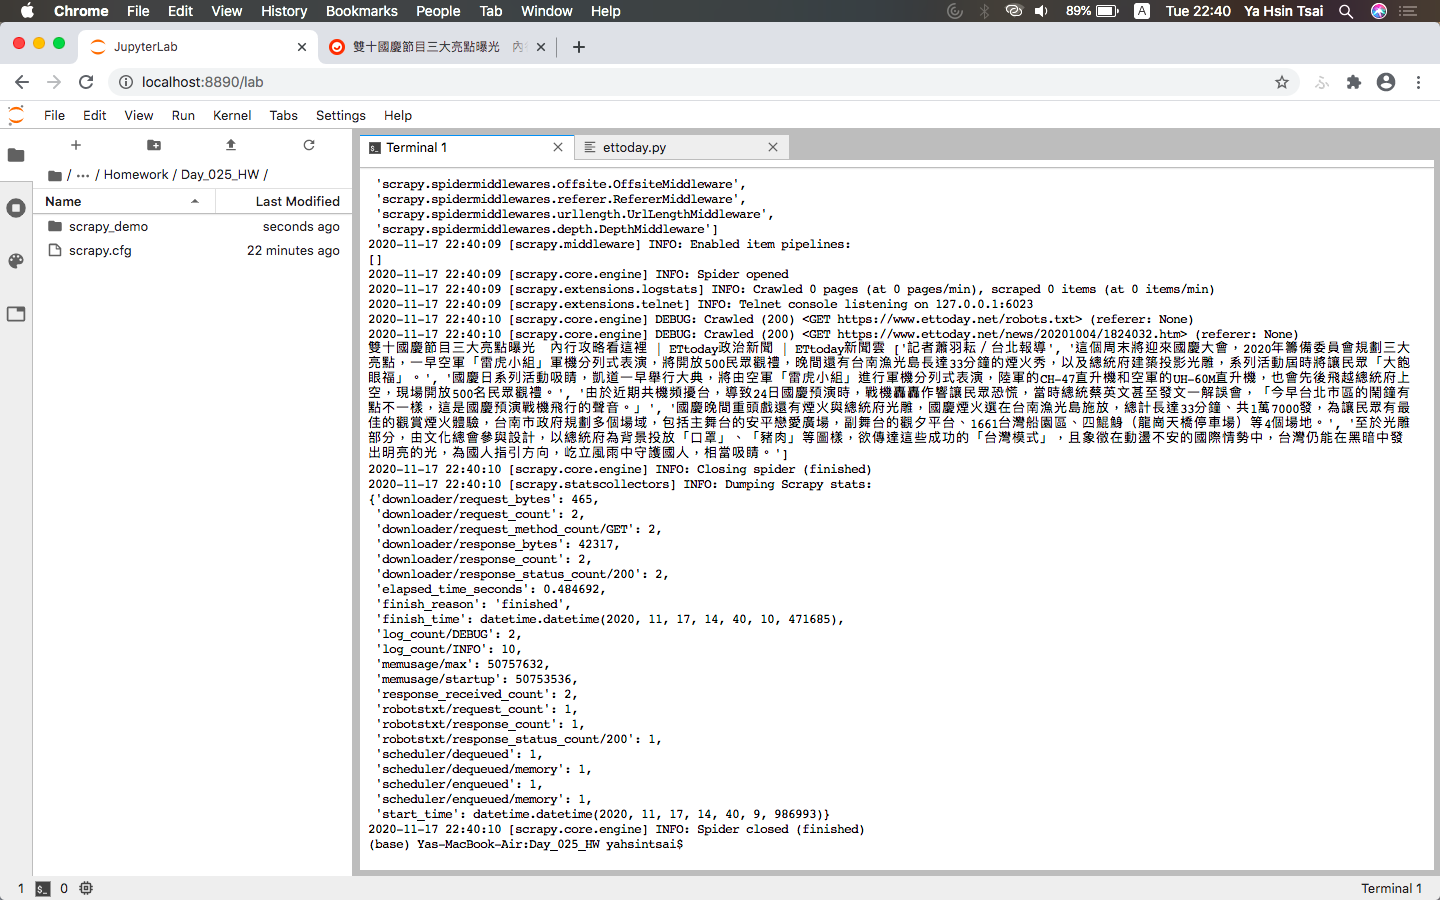 Chrome File Edit View History Bookmarks People Tab Window Help 89% A Tue 22:40 Ya Hsin Tsai
JupyterLab 雙十國慶節目三大亮點曝光
localhost:8890/lab
File Edit View Run Kernel Tabs Settings Help
Terminal 1 ettoday.py
/ ··· / Homework / Day_025_HW /
Name Last Modified
scrapy_demo seconds ago
scrapy.cfg 22 minutes ago
'scrapy.spidermiddlewares.offsite.OffsiteMiddleware',
'scrapy.spidermiddlewares.referer.RefererMiddleware',
'scrapy.spidermiddlewares.urllength.UrlLengthMiddleware',
'scrapy.spidermiddlewares.depth.DepthMiddleware']
2020-11-17 22:40:09 [scrapy.middleware] INFO: Enabled item pipelines:
[]
2020-11-17 22:40:09 [scrapy.core.engine] INFO: Spider opened
2020-11-17 22:40:09 [scrapy.extensions.logstats] INFO: Crawled 0 pages (at 0 pages/min), scraped 0 items (at 0 items/min)
2020-11-17 22:40:09 [scrapy.extensions.telnet] INFO: Telnet console listening on 127.0.0.1:6023
2020-11-17 22:40:10 [scrapy.core.engine] DEBUG: Crawled (200) <GET https://www.ettoday.net/robots.txt> (referer: None)
2020-11-17 22:40:10 [scrapy.core.engine] DEBUG: Crawled (200) <GET https://www.ettoday.net/news/20201004/1824032.htm> (referer: None)
雙十國慶節目三大亮點曝光　內行攻略看這裡 | ETtoday政治新聞 | ETtoday新聞雲 ['記者蕭羽耘／台北報導', '這個周末將迎來國慶大會，2020年籌備委員會規劃三大
亮點，一早空軍「雷虎小組」軍機分列式表演，將開放500民眾觀禮，晚間還有台南漁光島長達33分鐘的煙火秀，以及總統府建築投影光雕，系列活動屆時將讓民眾「大飽
眼福」。', '國慶日系列活動吸睛，凱道一早舉行大典，將由空軍「雷虎小組」進行軍機分列式表演，陸軍的CH-47直升機和空軍的UH-60M直升機，也會先後飛越總統府上
空，現場開放500名民眾觀禮。', '由於近期共機頻擾台，導致24日國慶預演時，戰機轟轟作響讓民眾恐慌，當時總統蔡英文甚至發文一解誤會，「今早台北市區的鬧鐘有
點不一樣，這是國慶預演戰機飛行的聲音。」', '國慶晚間重頭戲還有煙火與總統府光雕，國慶煙火選在台南漁光島施放，總計長達33分鐘、共1萬7000發，為讓民眾有最
佳的觀賞煙火體驗，台南市政府規劃多個場域，包括主舞台的安平戀愛廣場，副舞台的觀夕平台、1661台灣船園區、四鯤鯓（龍崗天橋停車場）等4個場地。', '至於光雕
部分，由文化總會參與設計，以總統府為背景投放「口罩」、「豬肉」等圖樣，欲傳達這些成功的「台灣模式」，且象徵在動盪不安的國際情勢中，台灣仍能在黑暗中發
出明亮的光，為國人指引方向，屹立風雨中守護國人，相當吸睛。']
2020-11-17 22:40:10 [scrapy.core.engine] INFO: Closing spider (finished)
2020-11-17 22:40:10 [scrapy.statscollectors] INFO: Dumping Scrapy stats:
{'downloader/request_bytes': 465,
'downloader/request_count': 2,
'downloader/request_method_count/GET': 2,
'downloader/response_bytes': 42317,
'downloader/response_count': 2,
'downloader/response_status_count/200': 2,
'elapsed_time_seconds': 0.484692,
'finish_reason': 'finished',
'finish_time': datetime.datetime(2020, 11, 17, 14, 40, 10, 471685),
'log_count/DEBUG': 2,
'log_count/INFO': 10,
'memusage/max': 50757632,
'memusage/startup': 50753536,
'response_received_count': 2,
'robotstxt/request_count': 1,
'robotstxt/response_count': 1,
'robotstxt/response_status_count/200': 1,
'scheduler/dequeued': 1,
'scheduler/dequeued/memory': 1,
'scheduler/enqueued': 1,
'scheduler/enqueued/memory': 1,
'start_time': datetime.datetime(2020, 11, 17, 14, 40, 9, 986993)}
2020-11-17 22:40:10 [scrapy.core.engine] INFO: Spider closed (finished)
(base) Yas-MacBook-Air:Day_025_HW yahsintsai$
1 0 Terminal 1